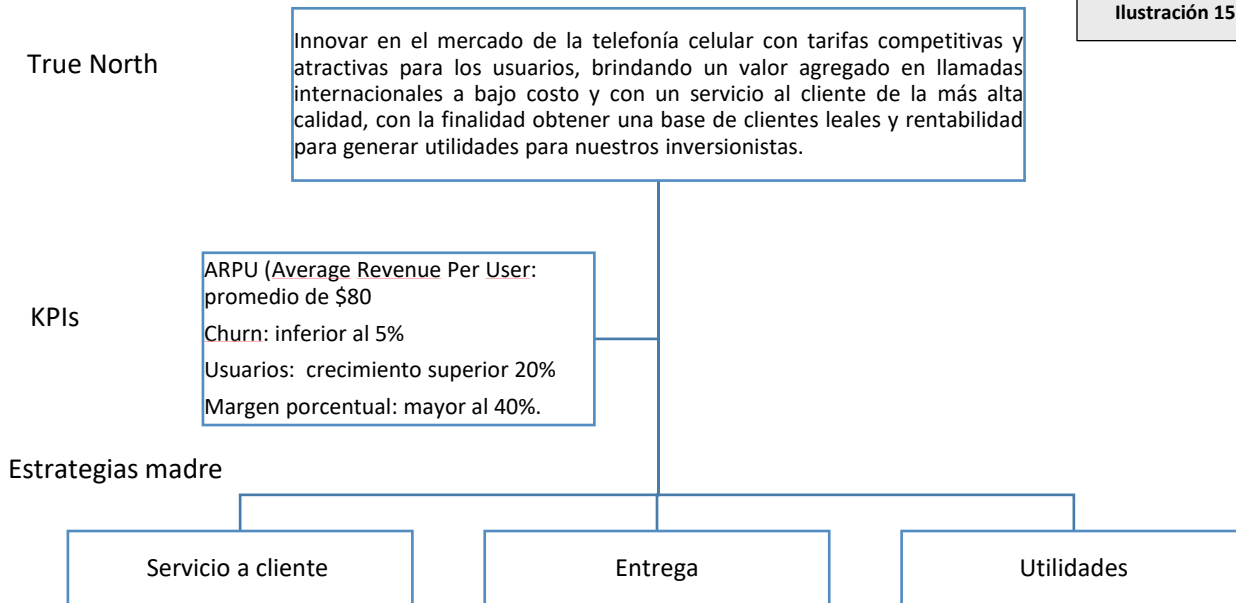 Ilustración 15
True North
Innovar en el mercado de la telefonía celular con tarifas competitivas y
atractivas para los usuarios, brindando un valor agregado en llamadas
internacionales a bajo costo y con un servicio al cliente de la más alta
calidad, con la finalidad obtener una base de clientes leales y rentabilidad
para generar utilidades para nuestros inversionistas.
KPIs
ARPU (Average Revenue Per User:
promedio de $80
Churn: inferior al 5%
Usuarios: crecimiento superior 20%
Margen porcentual: mayor al 40%.
Estrategias madre
Servicio a cliente
Entrega
Utilidades